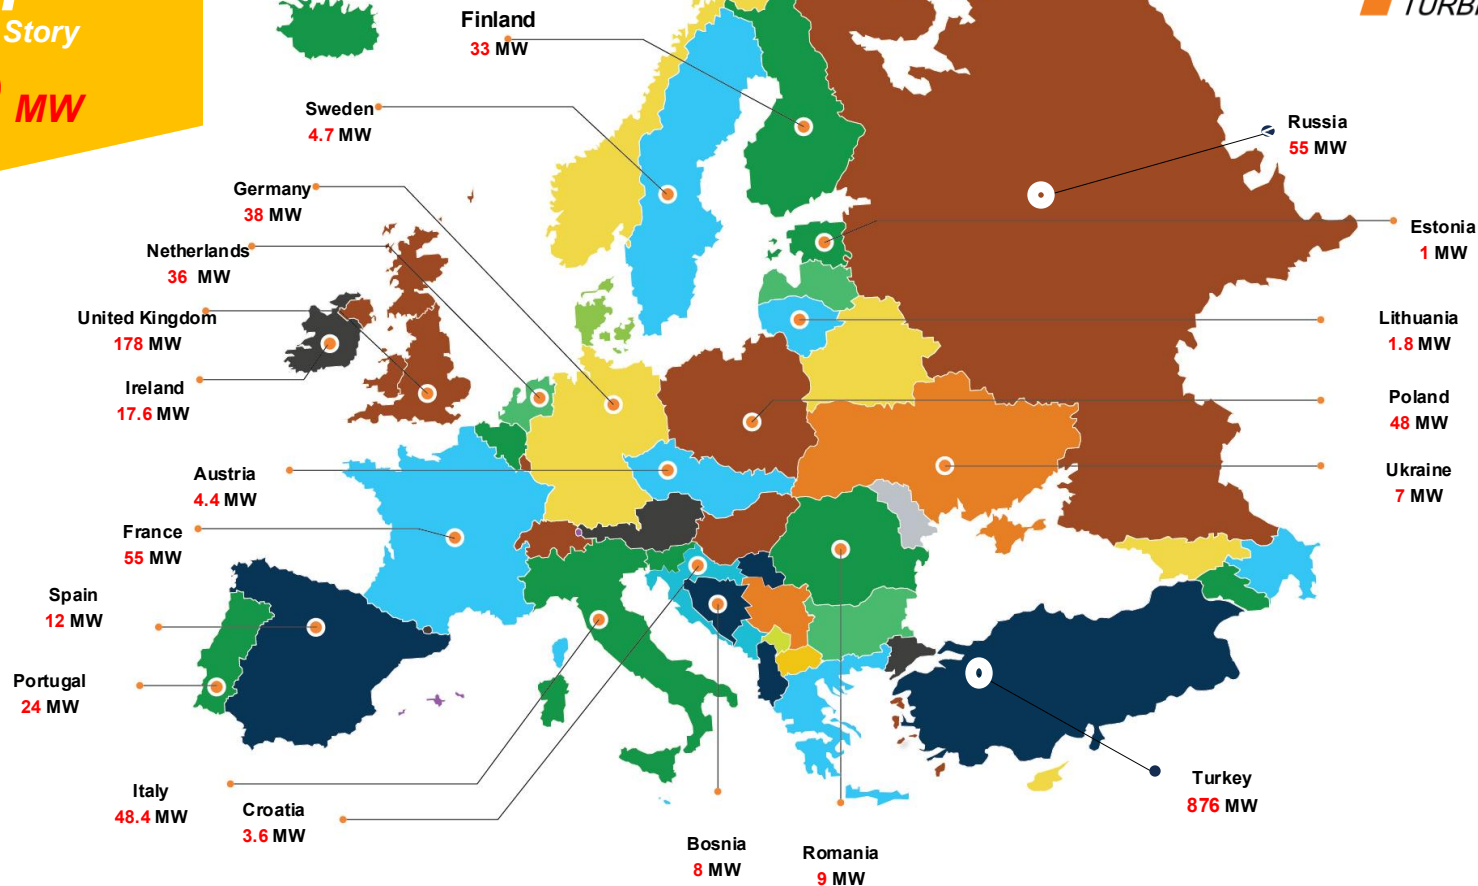 Story
MW
Finland
33 MW
Sweden
4.7 MW
Germany
38 MW
Netherlands
36 MW
United Kingdom
178 MW
Ireland
17.6 MW
Austria
4.4 MW
France
55 MW
Spain
12 MW
Portugal
24 MW
Italy
48.4 MW
Croatia
3.6 MW
Bosnia
8 MW
Romania
9 MW
Turkey
876 MW
Russia
55 MW
Estonia
1 MW
Lithuania
1.8 MW
Poland
48 MW
Ukraine
7 MW